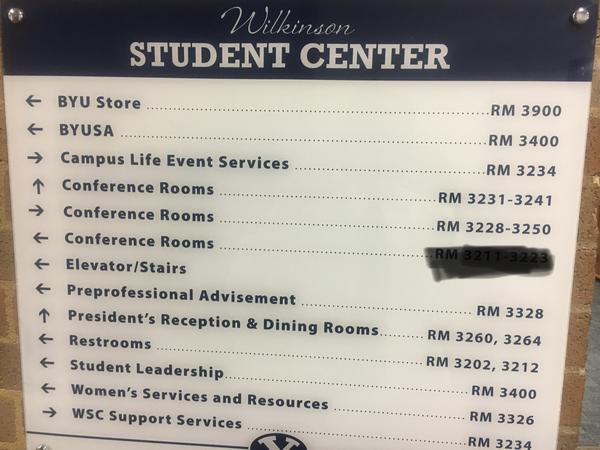 Wilkinson
STUDENT CENTER
BYU Store RM 3900
BYUSA RM 3400
Campus Life Event Services RM 3234
Conference Rooms RM 3231-3241
Conference Rooms RM 3228-3250
Conference Rooms RM 3211-3223
Elevator/Stairs
Preprofessional Advisement RM 3328
President's Reception & Dining Rooms RM 3260, 3264
Restrooms RM 3202, 3212
Student Leadership RM 3400
Women's Services and Resources RM 3326
WSC Support Services RM 3234
Y